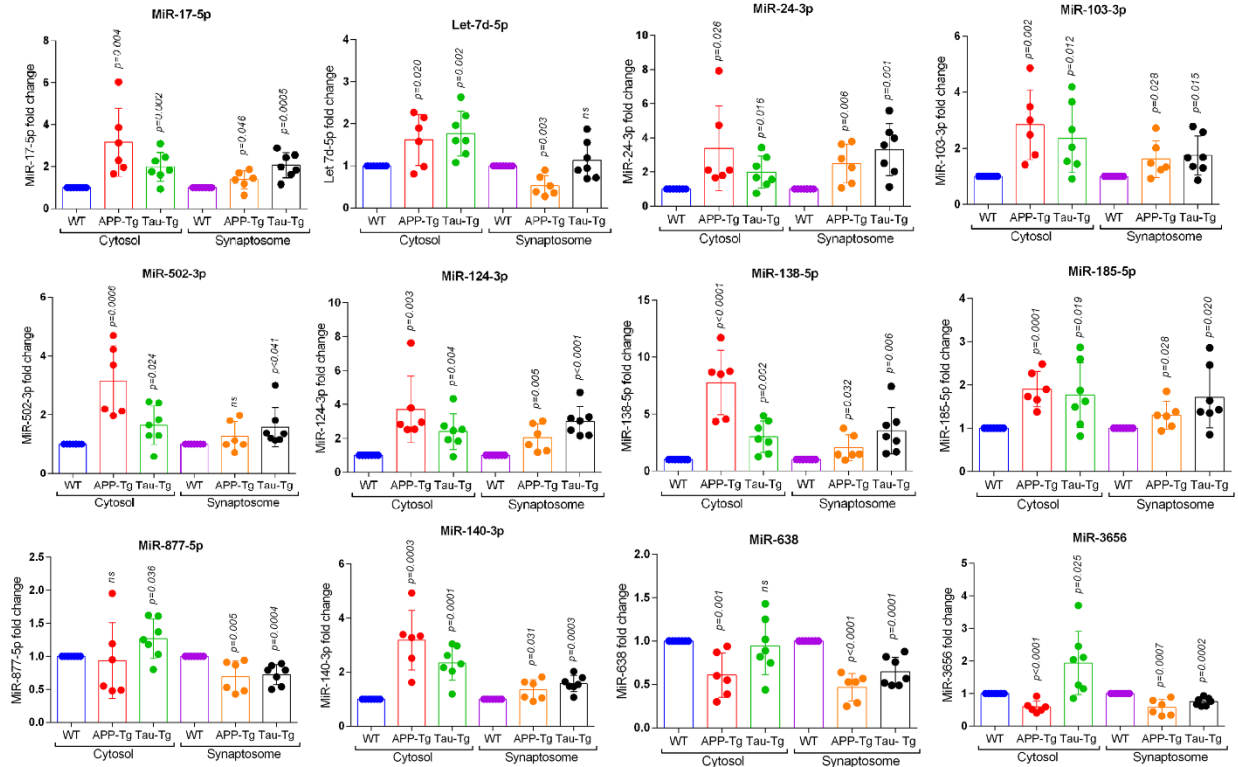 MiR-17-5p
MiR-17-5p fold change
8
6
4
2
0
p=0.004
p=0.002
p=0.046
p=0.0005
WT APP-Tg Tau-Tg WT APP-Tg Tau-Tg
Cytosol Synaptosome
Let-7d-5p
Let 7d-5p fold change
4
3
2
1
0
p=0.020
p=0.002
p=0.003
ns
WT APP-Tg Tau-Tg WT APP-Tg Tau-Tg
Cytosol Synaptosome
MiR-24-3p
MiR-24-3p fold change
10
8
6
4
2
0
p=0.026
p=0.016
p=0.006
p=0.001
WT APP-Tg Tau-Tg WT APP-Tg Tau-Tg
Cytosol Synaptosome
MiR-103-3p
MiR-103-3p fold change
6
5
4
3
2
1
0
p=0.002
p=0.012
p=0.028
p=0.015
WT APP-Tg Tau-Tg WT APP-Tg Tau-Tg
Cytosol Synaptosome
MiR-502-3p
MiR-502-3p fold change
6
4
2
0
p=0.0006
p=0.024
ns
p<0.041
WT APP-Tg Tau-Tg WT APP-Tg Tau-Tg
Cytosol Synaptosome
MiR-124-3p
MiR-124-3p fold change
10
8
6
4
2
0
p=0.003
p=0.004
p=0.005
p<0.0001
WT APP-Tg Tau-Tg WT APP-Tg Tau-Tg
Cytosol Synaptosome
MiR-138-5p
MiR-138-5p fold change
15
10
5
0
p<0.0001
p=0.002
p=0.032
p=0.006
WT APP-Tg Tau-Tg WT APP-Tg Tau-Tg
Cytosol Synaptosome
MiR-185-5p
MiR-185-5p fold change
4
3
2
1
0
p=0.0001
p=0.019
p=0.028
p=0.020
WT APP-Tg Tau-Tg WT APP-Tg Tau-Tg
Cytosol Synaptosome
MiR-877-5p
MiR-877-5p fold change
2.5
2.0
1.5
1.0
0.5
0.0
ns
p=0.036
p=0.005
p=0.0004
WT APP-Tg Tau-Tg WT APP-Tg Tau-Tg
Cytosol Synaptosome
MiR-140-3p
MiR-140-3p fold change
6
4
2
0
p=0.0003
p=0.0001
p=0.031
p=0.0003
WT APP-Tg Tau-Tg WT APP-Tg Tau-Tg
Cytosol Synaptosome
MiR-638
MiR-638 fold change
2.0
1.5
1.0
0.5
0.0
p=0.001
ns
p<0.0001
p=0.0001
WT APP-Tg Tau- Tg WT APP-Tg Tau- Tg
Cytosol Synaptosome
MiR-3656
MiR-3656 fold change
5
4
3
2
1
0
p<0.0001
p=0.025
p=0.0007
p=0.0002
WT APP-Tg Tau-Tg WT APP-Tg Tau-Tg
Cytosol Synaptosome